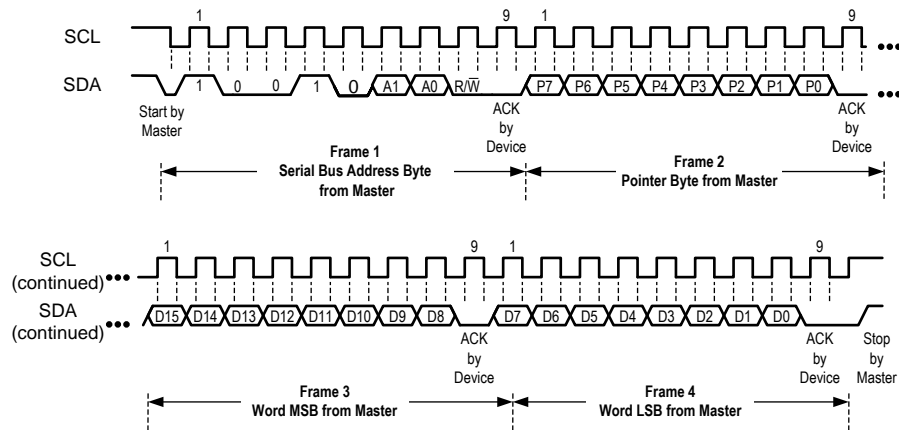 1 9 1 9
SCL
SDA
1 0 0 1 0 A1 A0 R/W̅ P7 P6 P5 P4 P3 P2 P1 P0
Start by
Master
ACK
by
Device
ACK
by
Device
Frame 1
Serial Bus Address Byte
from Master
Frame 2
Pointer Byte from Master
1 9 1 9
SCL
(continued)
SDA
(continued)
D15 D14 D13 D12 D11 D10 D9 D8 D7 D6 D5 D4 D3 D2 D1 D0
ACK
by
Device
ACK
by
Device
Stop
by
Master
Frame 3
Word MSB from Master
Frame 4
Word LSB from Master